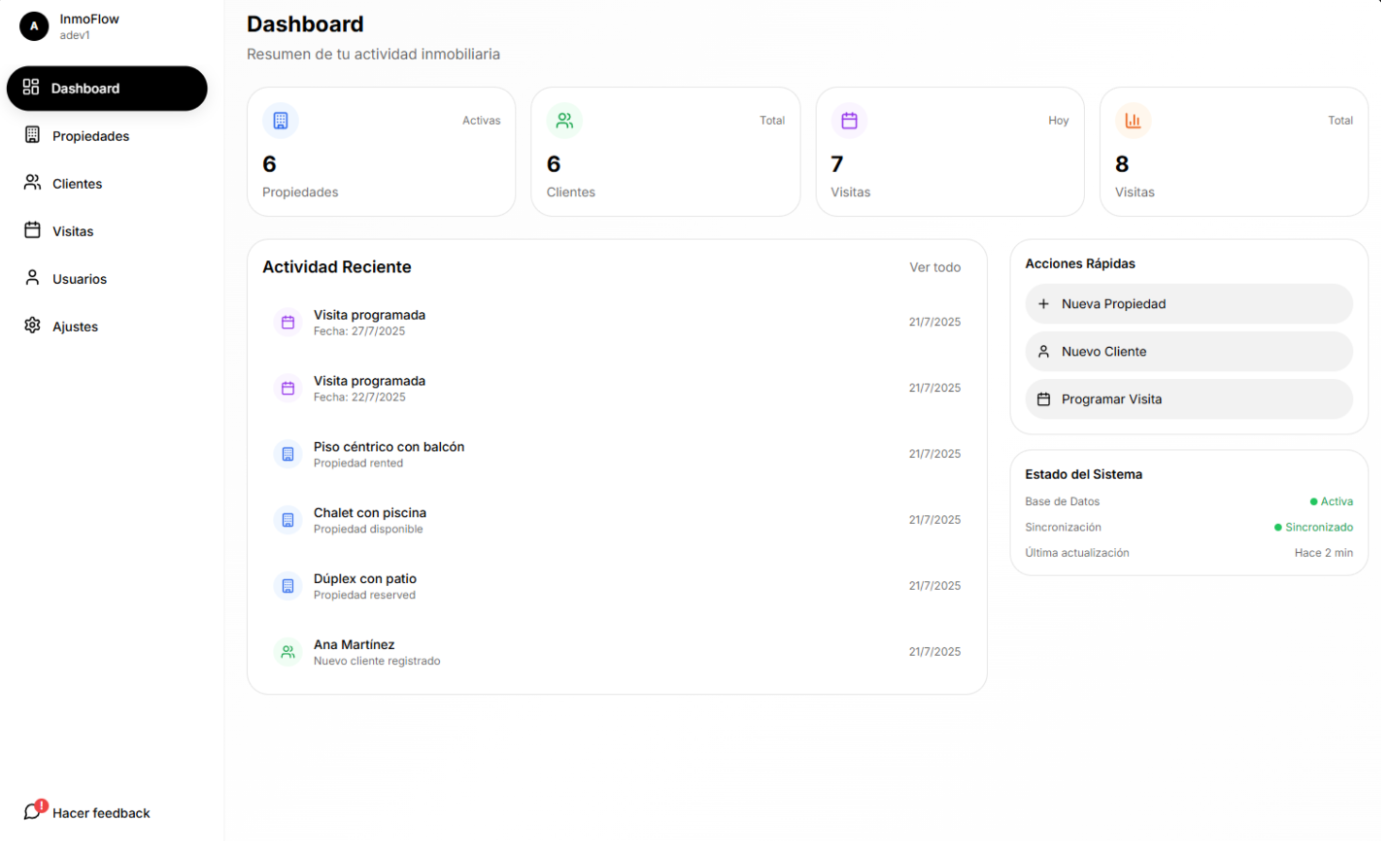 A
InmoFlow
adev1
Dashboard
Propiedades
Clientes
Visitas
Usuarios
Ajustes
! Hacer feedback
Dashboard
Resumen de tu actividad inmobiliaria
Activas
6
Propiedades
Total
6
Clientes
Hoy
7
Visitas
Total
8
Visitas
Actividad Reciente Ver todo
Visita programada
Fecha: 27/7/2025 21/7/2025
Visita programada
Fecha: 22/7/2025 21/7/2025
Piso céntrico con balcón
Propiedad rented 21/7/2025
Chalet con piscina
Propiedad disponible 21/7/2025
Dúplex con patio
Propiedad reserved 21/7/2025
Ana Martínez
Nuevo cliente registrado 21/7/2025
Acciones Rápidas
Nueva Propiedad
Nuevo Cliente
Programar Visita
Estado del Sistema
Base de Datos Activa
Sincronización Sincronizado
Última actualización Hace 2 min